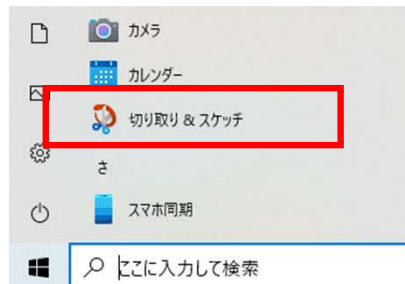 カメラ
カレンダー
切り取り & スケッチ
さ
スマホ同期
ここに入力して検索